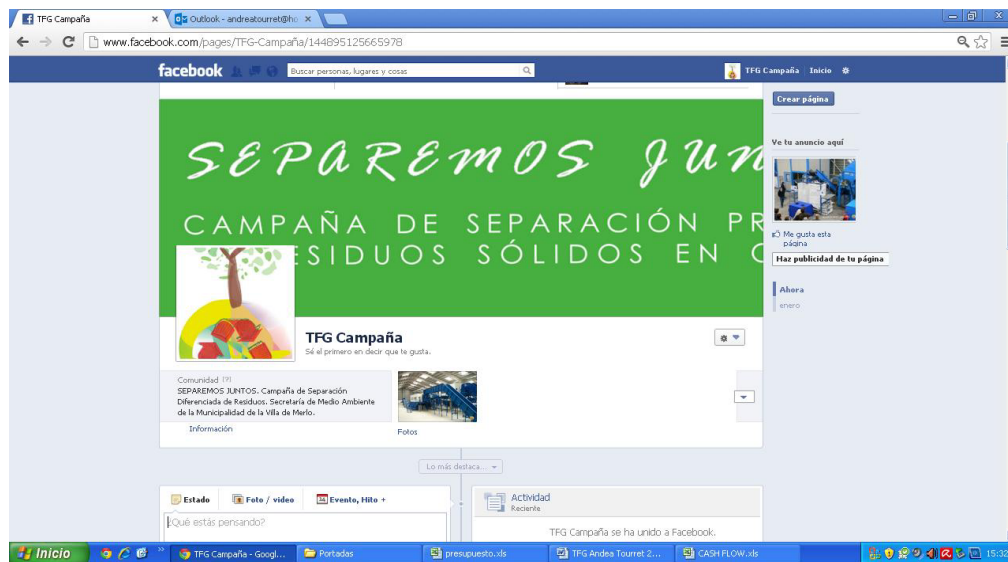 TFG Campaña
Outlook - andreatourret@ho
www.facebook.com/pages/TFG-Campaña/144895125665978
facebook
Buscar personas, lugares y cosas
TFG Campaña
Inicio
Crear página
SEPAREMOS JUN
CAMPAÑA DE SEPARACIÓN PR
ESIDUOS SÓLIDOS EN C
Ve tu anuncio aquí
Me gusta esta
página
Haz publicidad de tu página
Ahora
enero
TFG Campaña
Sé el primero en decir que te gusta.
Comunidad [?]
SEPAREMOS JUNTOS. Campaña de Separación
Diferenciada de Residuos. Secretaría de Medio Ambiente
de la Municipalidad de la Villa de Merlo.
Información
Fotos
Lo más destaca...
Estado
Foto / vídeo
Evento, Hito +
¿Qué estás pensando?
Actividad
Reciente
TFG Campaña se ha unido a Facebook.
Inicio
TFG Campaña - Googl...
Portadas
presupuesto.xls
TFG Andea Tourret 2...
CASH FLOW.xls
15:32